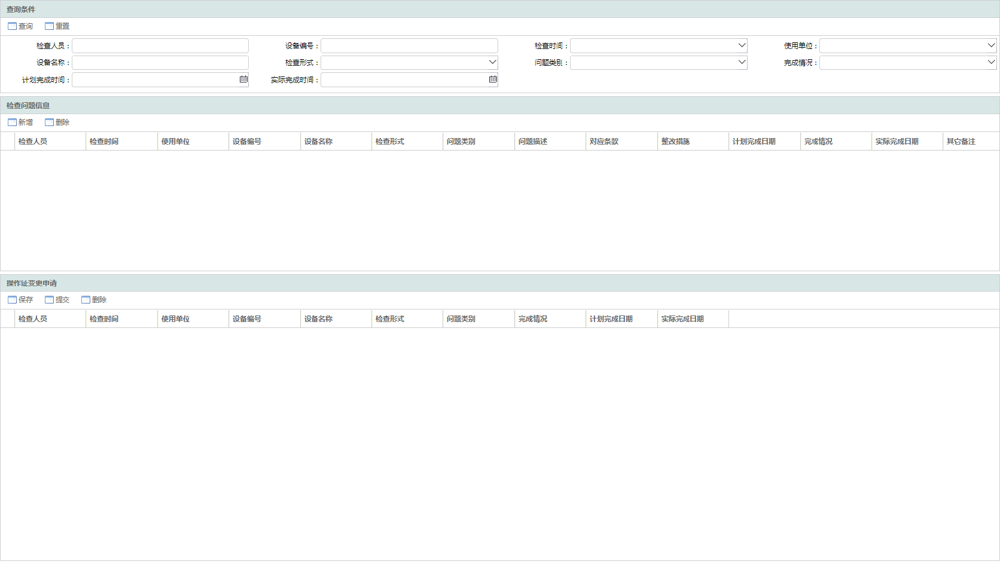 查询条件
查询 重置
检查人员： 设备编号： 检查时间： 使用单位：
设备名称： 检查形式： 问题类别： 完成情况：
计划完成时间： 实际完成时间：
检查问题信息
新增 删除
检查人员 检查时间 使用单位 设备编号 设备名称 检查形式 问题类别 问题描述 对应条款 整改措施 计划完成日期 完成情况 实际完成日期 其它备注
操作证变更申请
保存 提交 删除
检查人员 检查时间 使用单位 设备编号 设备名称 检查形式 问题类别 完成情况 计划完成日期 实际完成日期